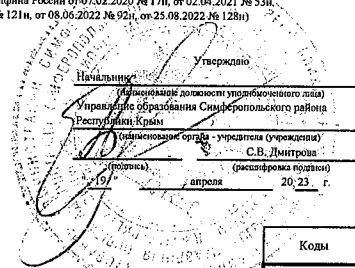 фина России от 07.02.2020 № 17н, от 02.04.2021 № 53н,
№ 121н, от 08.06.2022 № 92н, от 25.08.2022 № 128н)
Утверждаю
Начальник
(наименование должности уполномоченного лица)
Управление образования Симферопольского района
Республики Крым
(наименование органа - учредителя (учреждения)
С.В. Дмитрова
(подпись) (расшифровка подписи)
19 апреля 20 23 г.
Коды